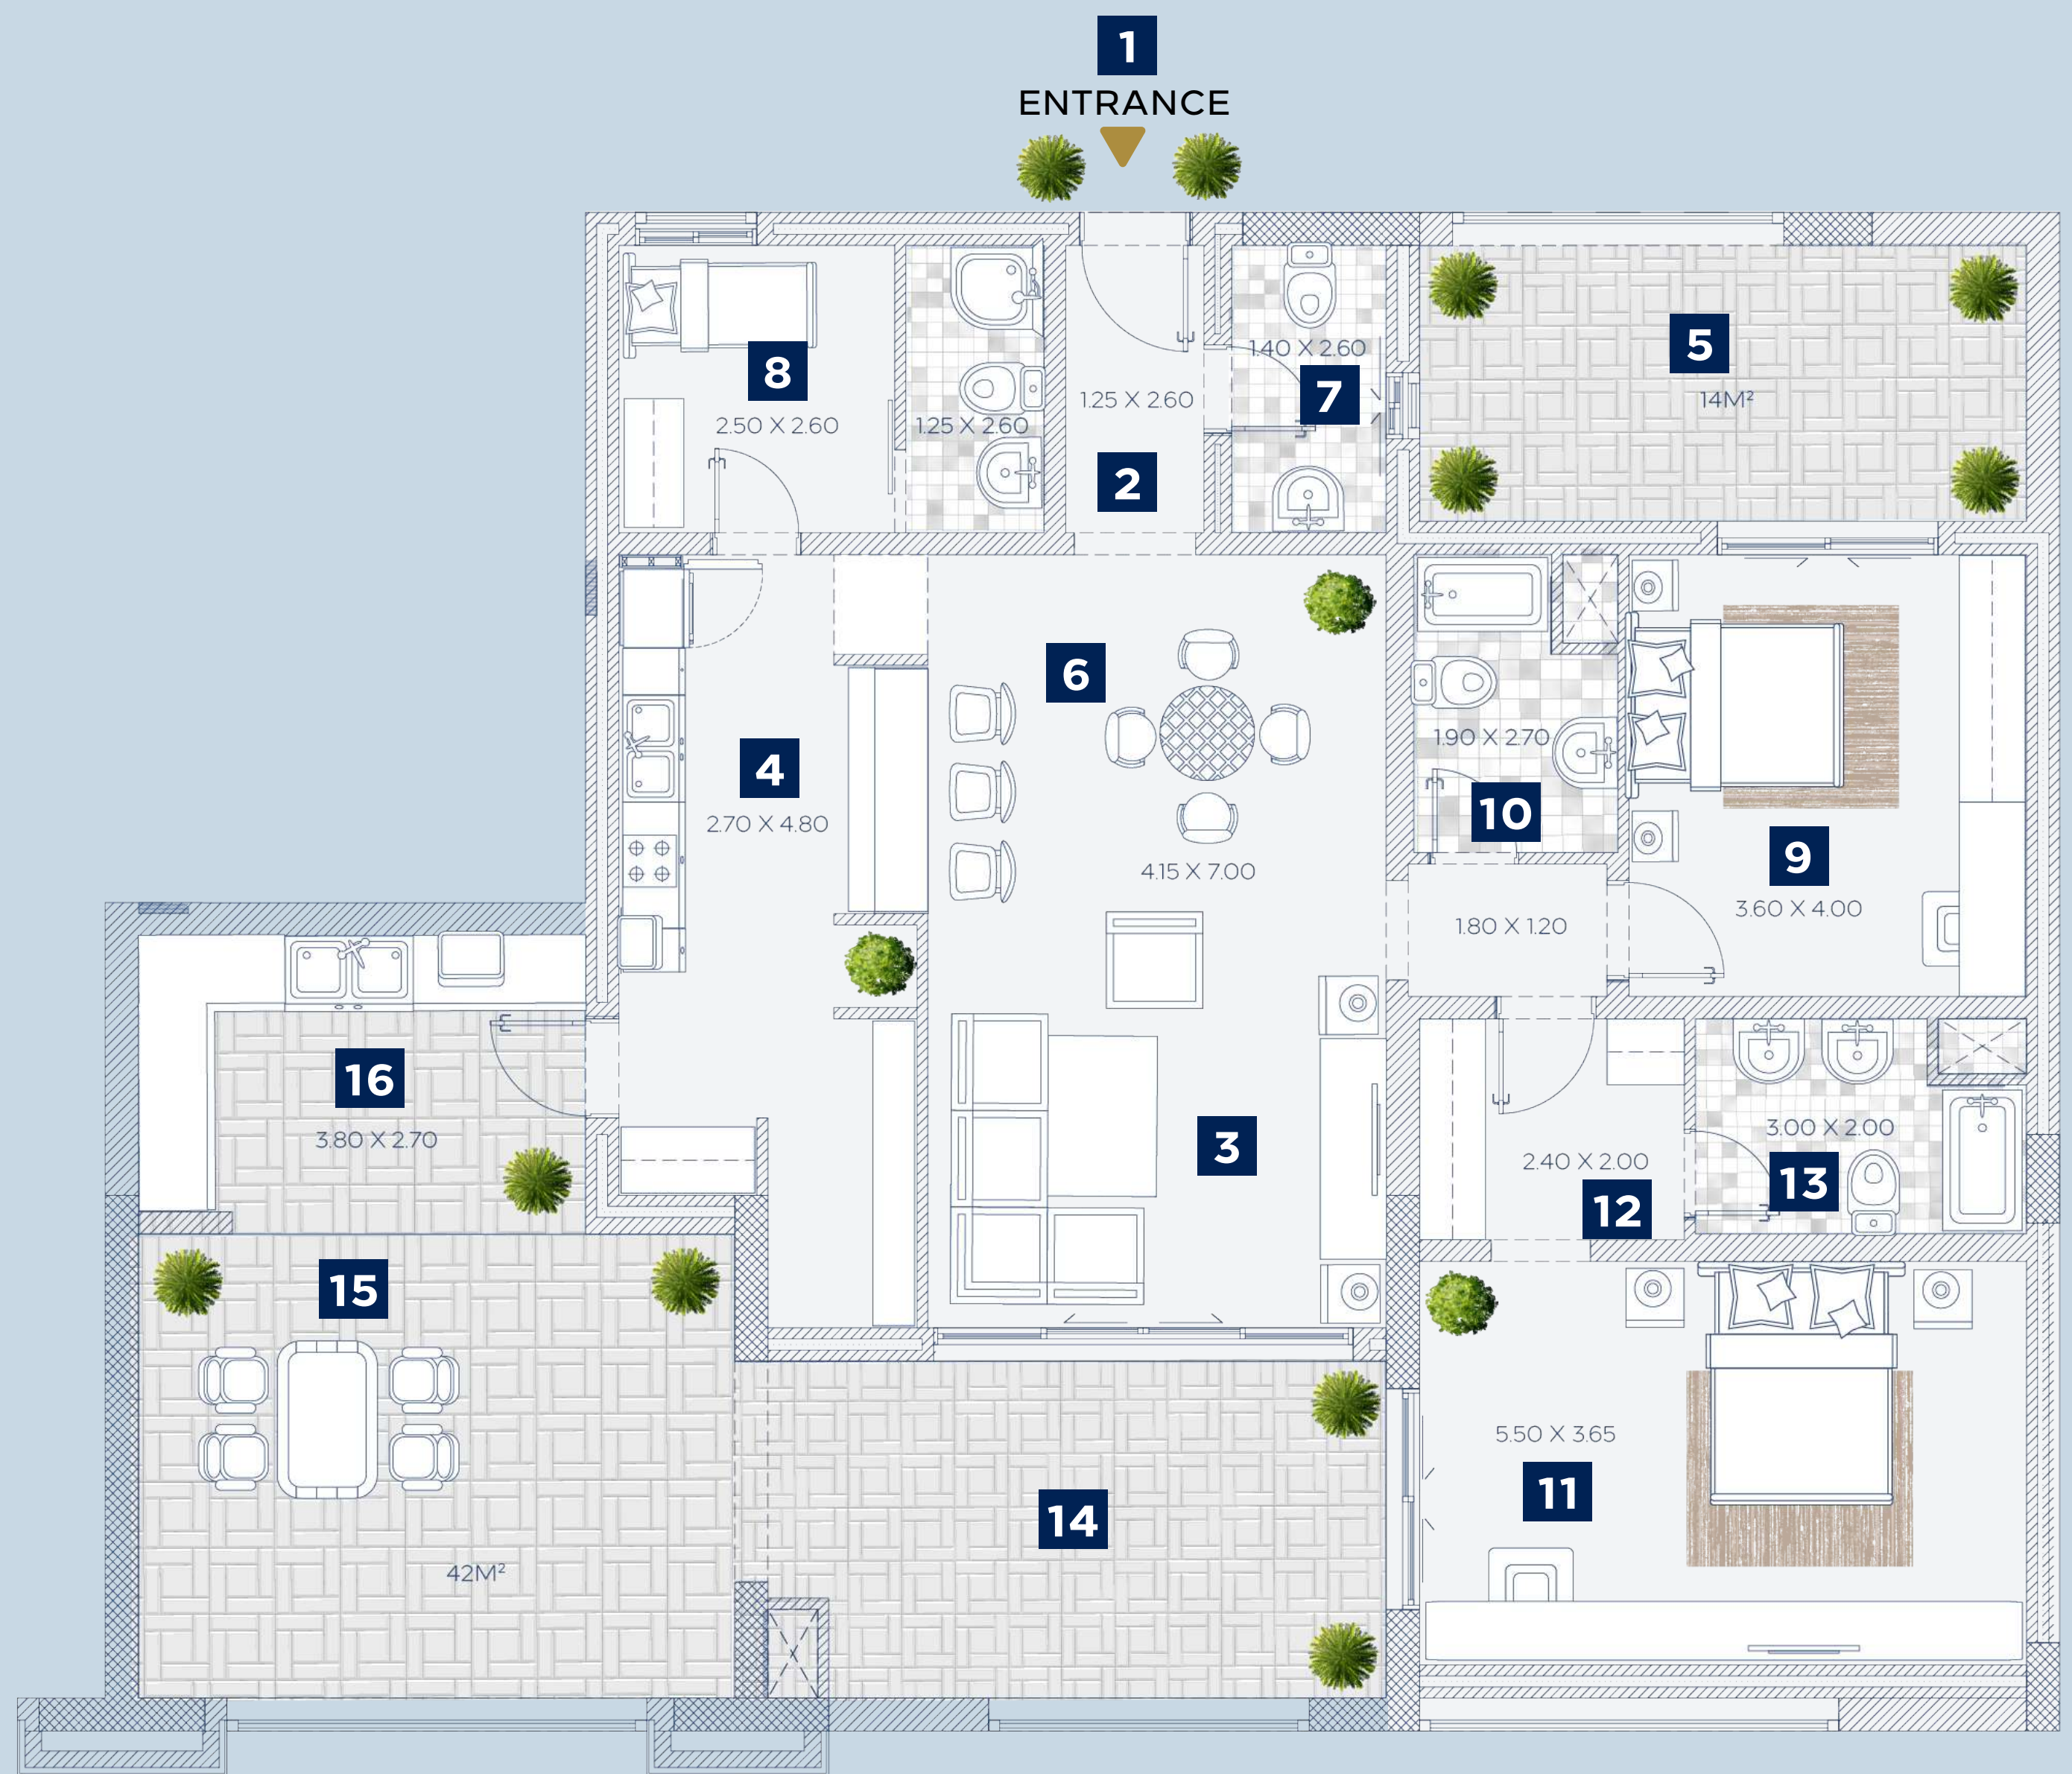 1
ENTRANCE
5
14M²
1.40 X 2.60
7
8
2.50 X 2.60
1.25 X 2.60
1.25 X 2.60
2
6
4
2.70 X 4.80
4.15 X 7.00
1.90 X 2.70
10
9
3.60 X 4.00
1.80 X 1.20
16
3.80 X 2.70
3
3.00 X 2.00
13
2.40 X 2.00
12
15
5.50 X 3.65
11
14
42M²